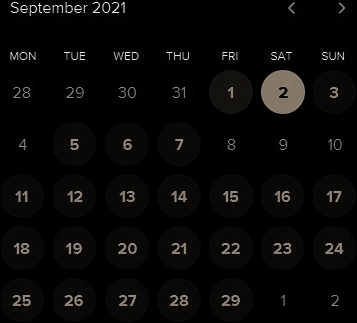 September 2021
MON TUE WED THU FRI SAT SUN
28 29 30 31 1 2 3
4 5 6 7 8 9 10
11 12 13 14 15 16 17
18 19 20 21 22 23 24
25 26 27 28 29 1 2